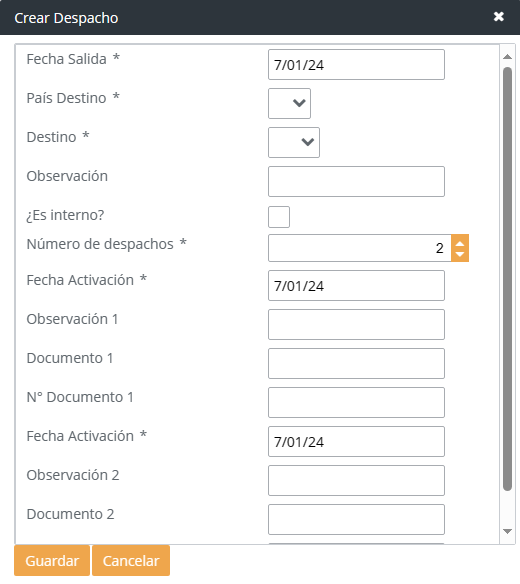 Crear Despacho
Fecha Salida * 7/01/24
País Destino *
Destino *
Observación
¿Es interno?
Número de despachos * 2
Fecha Activación * 7/01/24
Observación 1
Documento 1
N° Documento 1
Fecha Activación * 7/01/24
Observación 2
Documento 2
Guardar Cancelar